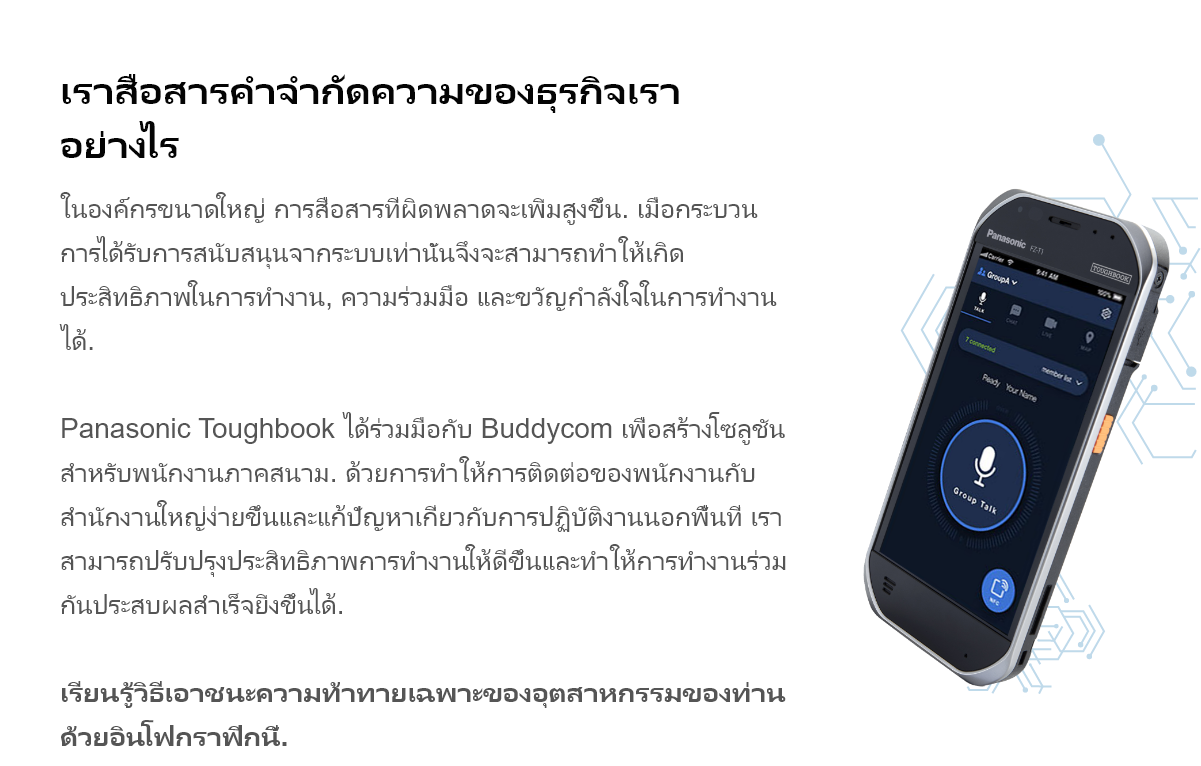 เราสื่อสารคำจำกัดความของธุรกิจเรา
อย่างไร
ในองค์กรขนาดใหญ่ การสื่อสารที่ผิดพลาดจะเพิ่มสูงขึ้น. เมื่อกระบวน
การได้รับการสนับสนุนจากระบบเท่านั้นจึงจะสามารถทำให้เกิด
ประสิทธิภาพในการทำงาน, ความร่วมมือ และขวัญกำลังใจในการทำงาน
ได้.
Panasonic Toughbook ได้ร่วมมือกับ Buddycom เพื่อสร้างโซลูชัน
สำหรับพนักงานภาคสนาม. ด้วยการทำให้การติดต่อของพนักงานกับ
สำนักงานใหญ่ง่ายขึ้นและแก้ปัญหาเกี่ยวกับการปฏิบัติงานนอกพื้นที่ เรา
สามารถปรับปรุงประสิทธิภาพการทำงานให้ดีขึ้นและทำให้การทำงานร่วม
กันประสบผลสำเร็จยิ่งขึ้นได้.
เรียนรู้วิธีเอาชนะความท้าทายเฉพาะของอุตสาหกรรมของท่าน
ด้วยอินโฟกราฟิกนี้.
Panasonic FZ-T1
TOUGHBOOK
Carrier 9:41 AM 100%
GroupA
TALK CHAT LIVE MAP
7 connected
member list
Ready Your Name
Group Talk
NFC